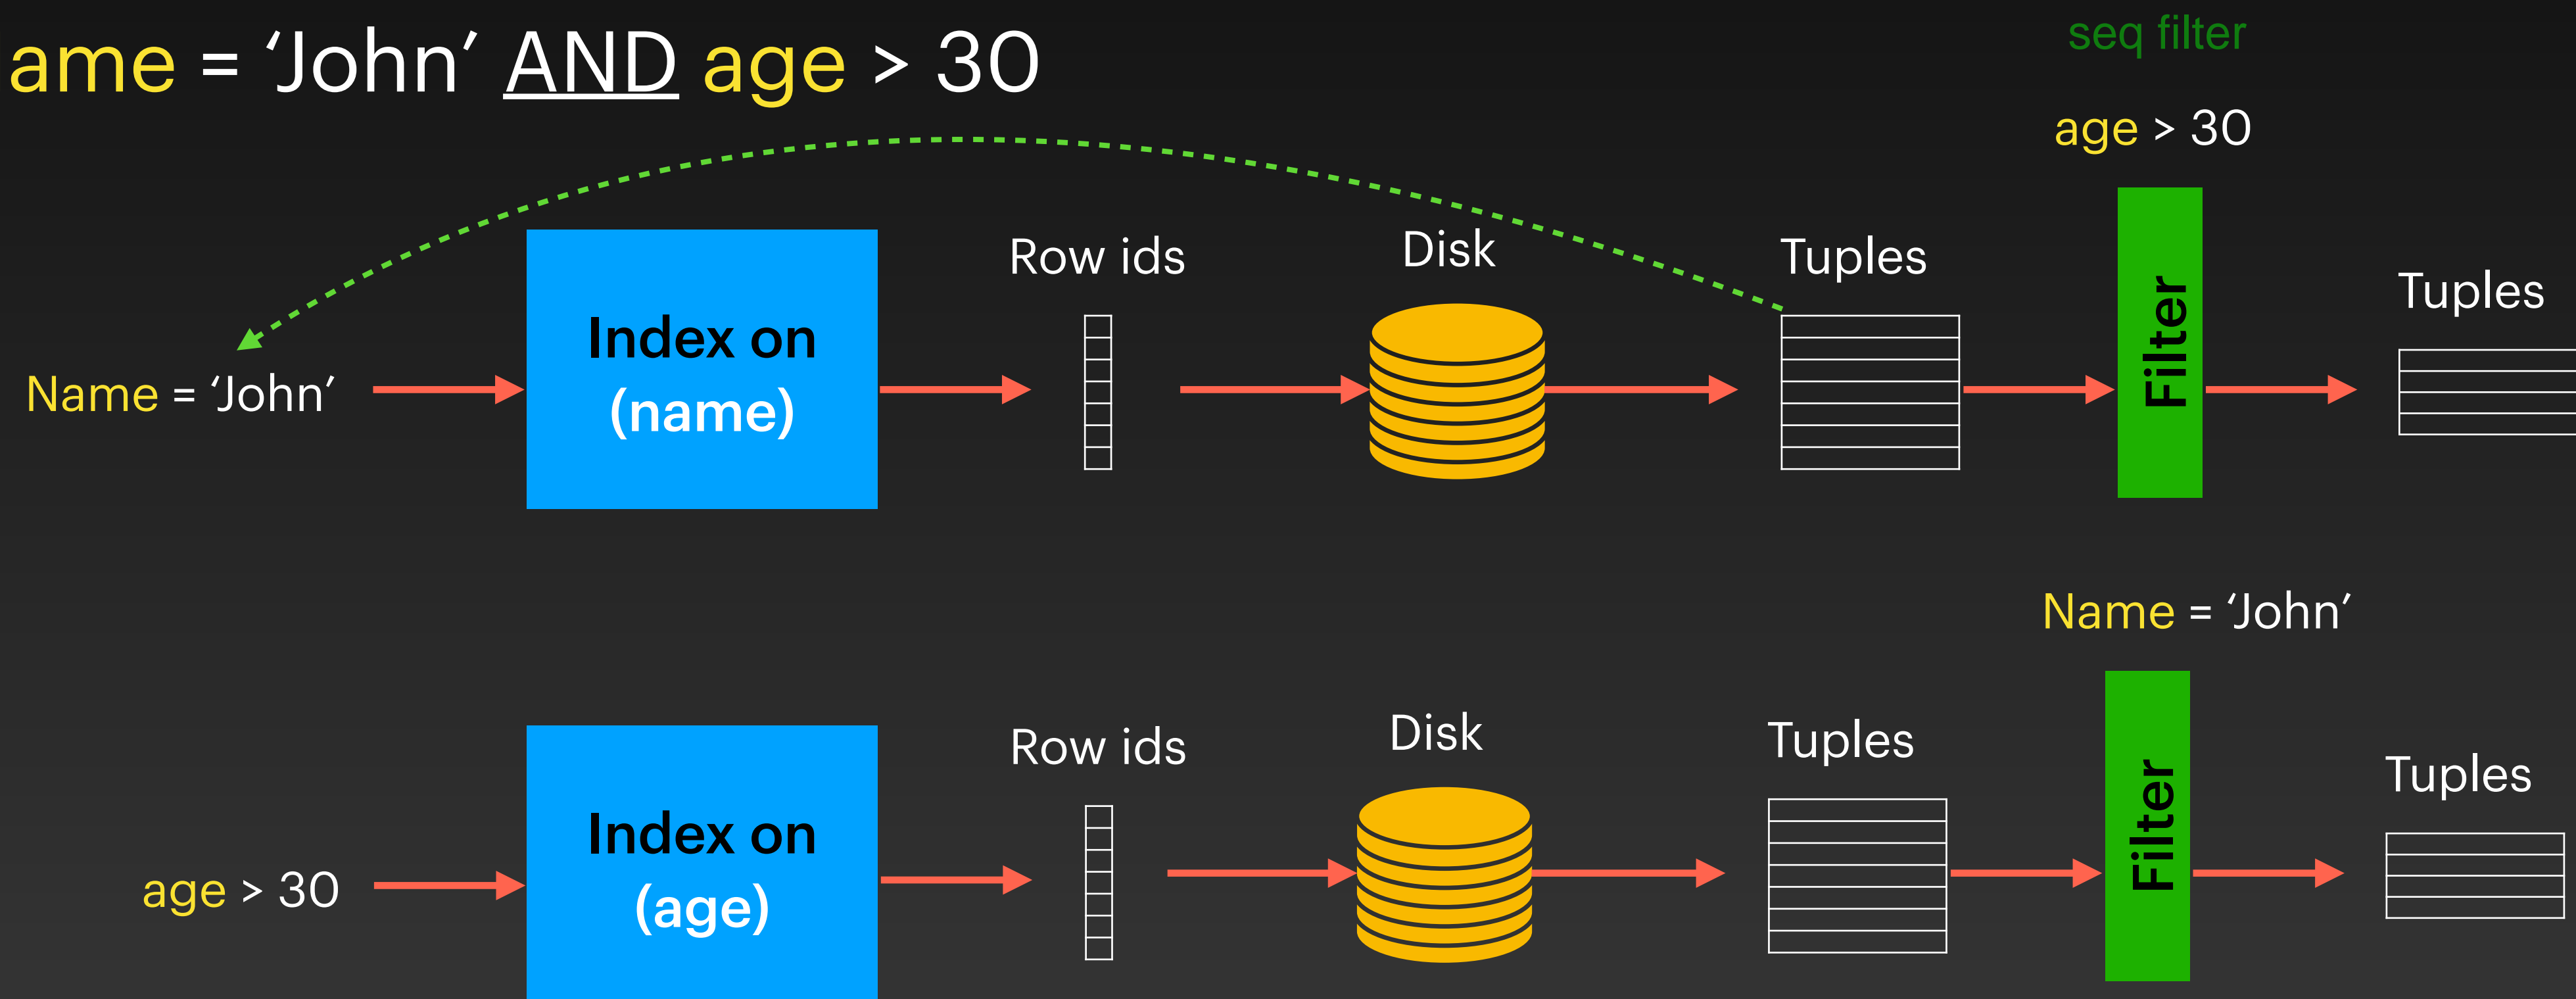 ame = ‘John’ AND age > 30
seq filter
age > 30
Name = ‘John’
Index on
(name)
Row ids
Disk
Tuples
Filter
Tuples
Name = ‘John’
age > 30
Index on
(age)
Row ids
Disk
Tuples
Filter
Tuples